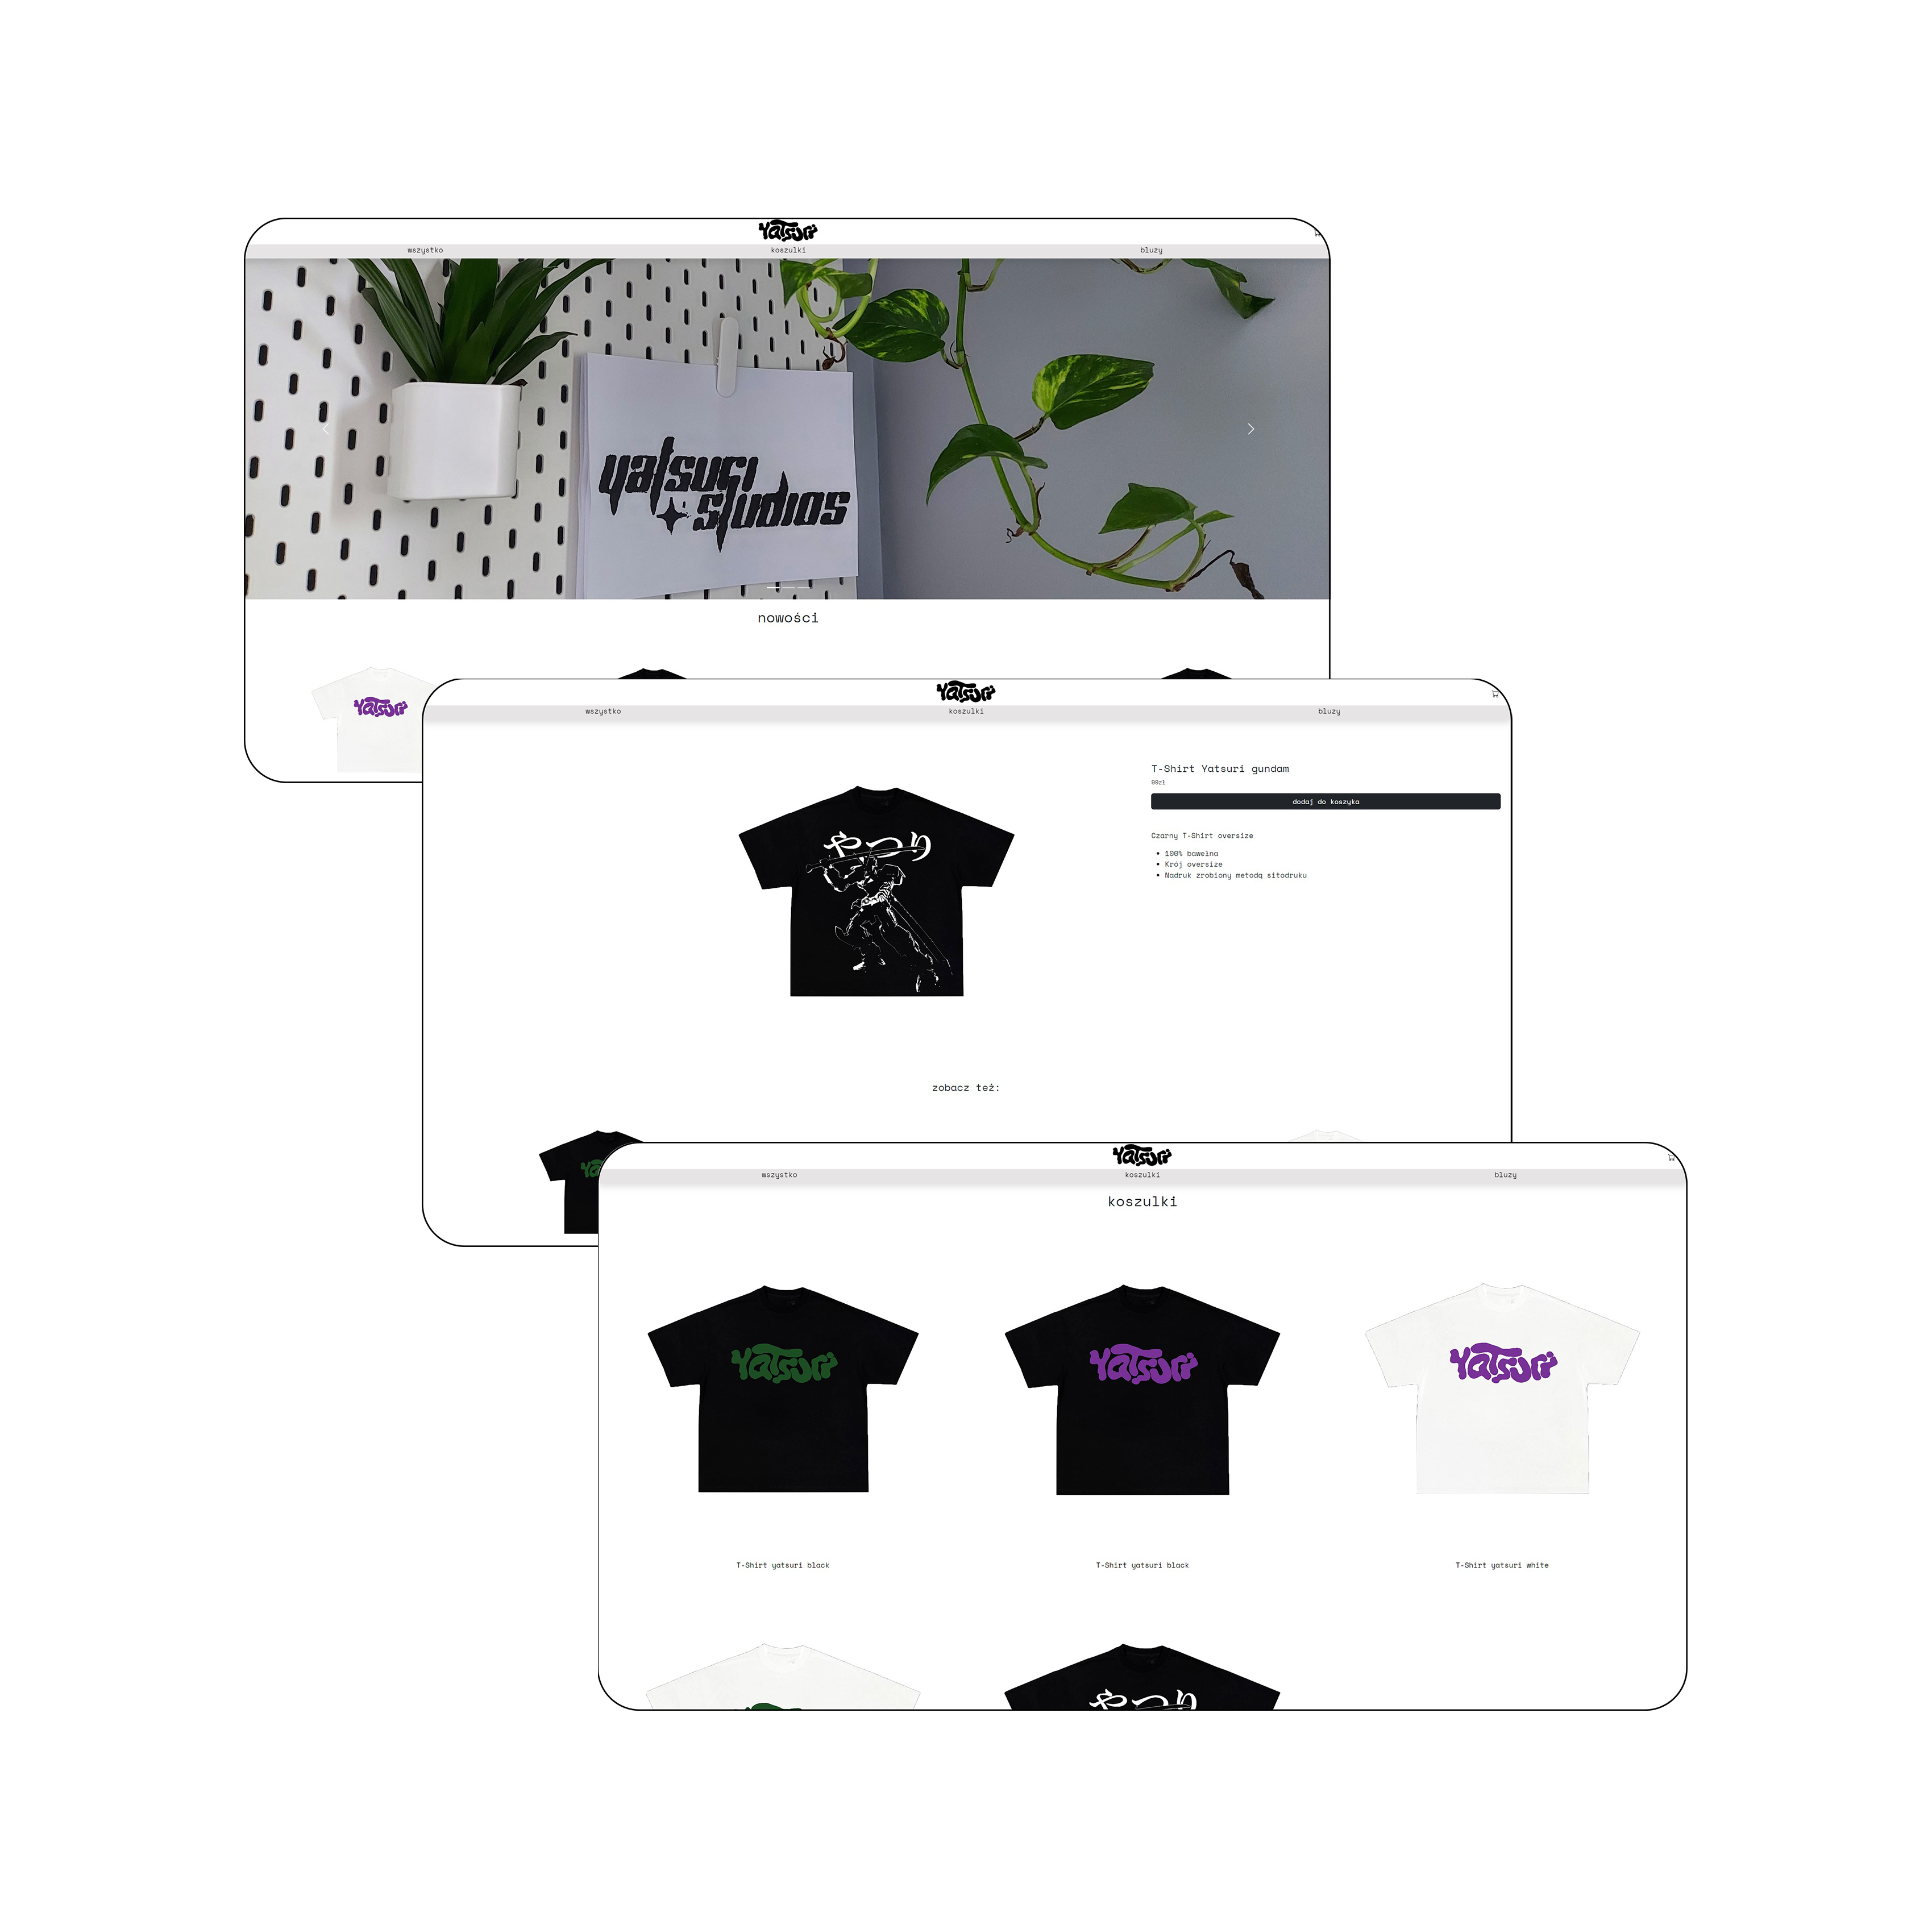 Yatsuri
wszystko
koszulki
bluzy
yatsuri
studios
nowości
Yatsuri
Yatsuri
wszystko
koszulki
bluzy
T-Shirt Yatsuri gundam
99zł
dodaj do koszyka
Czarny T-Shirt oversize
100% bawełna
Krój oversize
Nadruk zrobiony metodą sitodruku
やつり
zobacz też:
Yatsuri
wszystko
koszulki
bluzy
koszulki
Yatsuri
Yatsuri
Yatsuri
T-Shirt yatsuri black
T-Shirt yatsuri black
T-Shirt yatsuri white
やつり